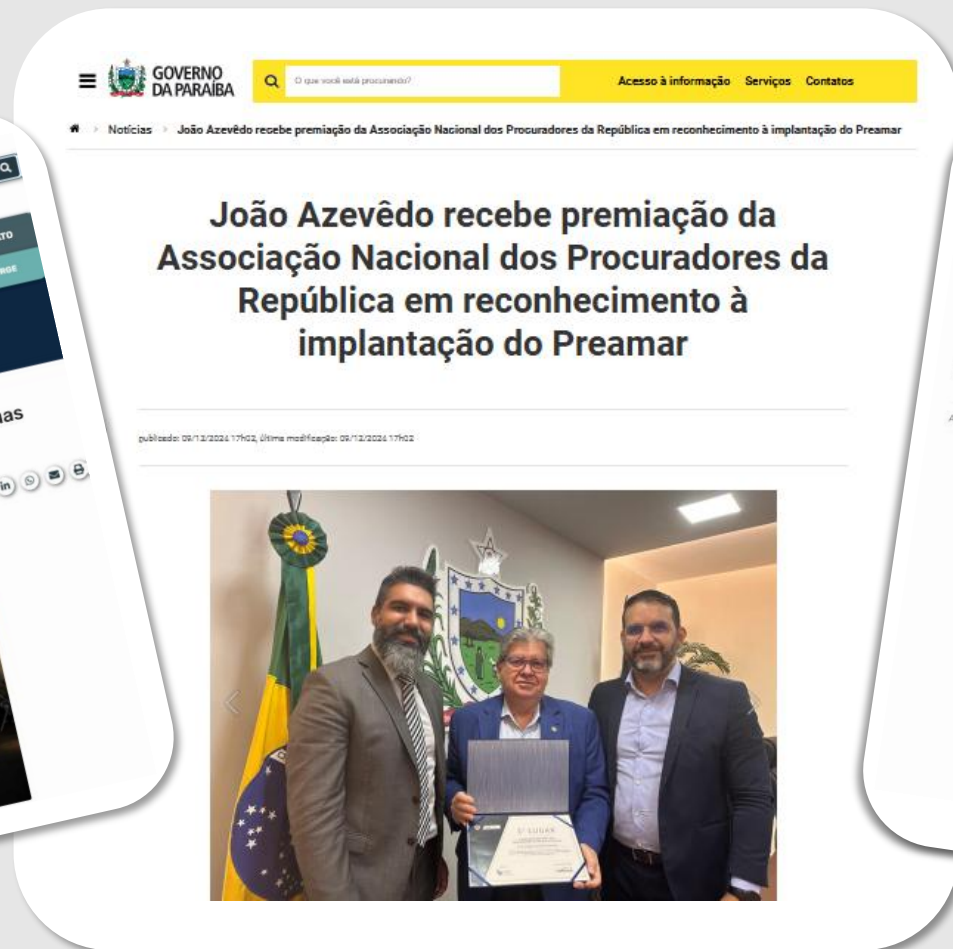 GOVERNO
DA PARAÍBA
O que você está procurando?
Acesso à informação Serviços Contatos
Notícias > João Azevêdo recebe premiação da Associação Nacional dos Procuradores da República em reconhecimento à implantação do Preamar
João Azevêdo recebe premiação da
Associação Nacional dos Procuradores da
República em reconhecimento à
implantação do Preamar
publicado: 09/12/2024 17h02, última modificação: 09/12/2024 17h02
LUGAR
in